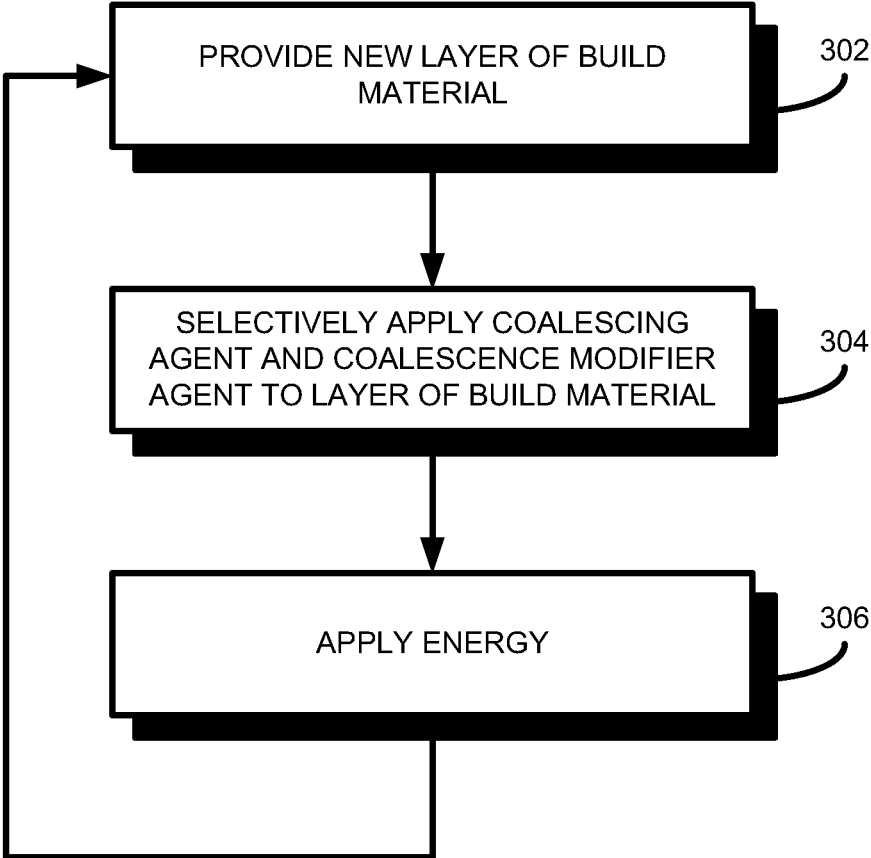 PROVIDE NEW LAYER OF BUILD
MATERIAL
302
SELECTIVELY APPLY COALESCING
AGENT AND COALESCENCE MODIFIER
AGENT TO LAYER OF BUILD MATERIAL
304
APPLY ENERGY
306